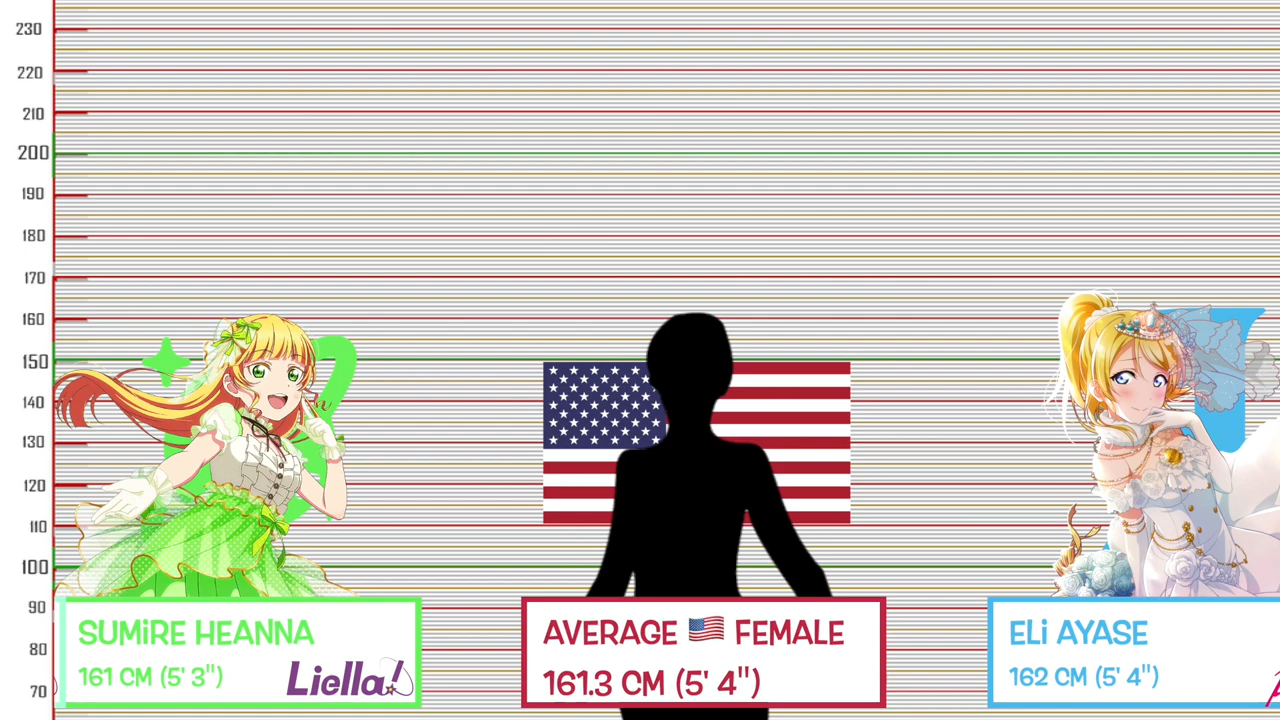 230
220
210
200
190
180
170
160
150
140
130
120
110
100
90
80
70
SUMiRE HEANNA
161 CM (5' 3")
Liella!
AVERAGE 🇺🇸 FEMALE
161.3 CM (5' 4")
ELi AYASE
162 CM (5' 4")